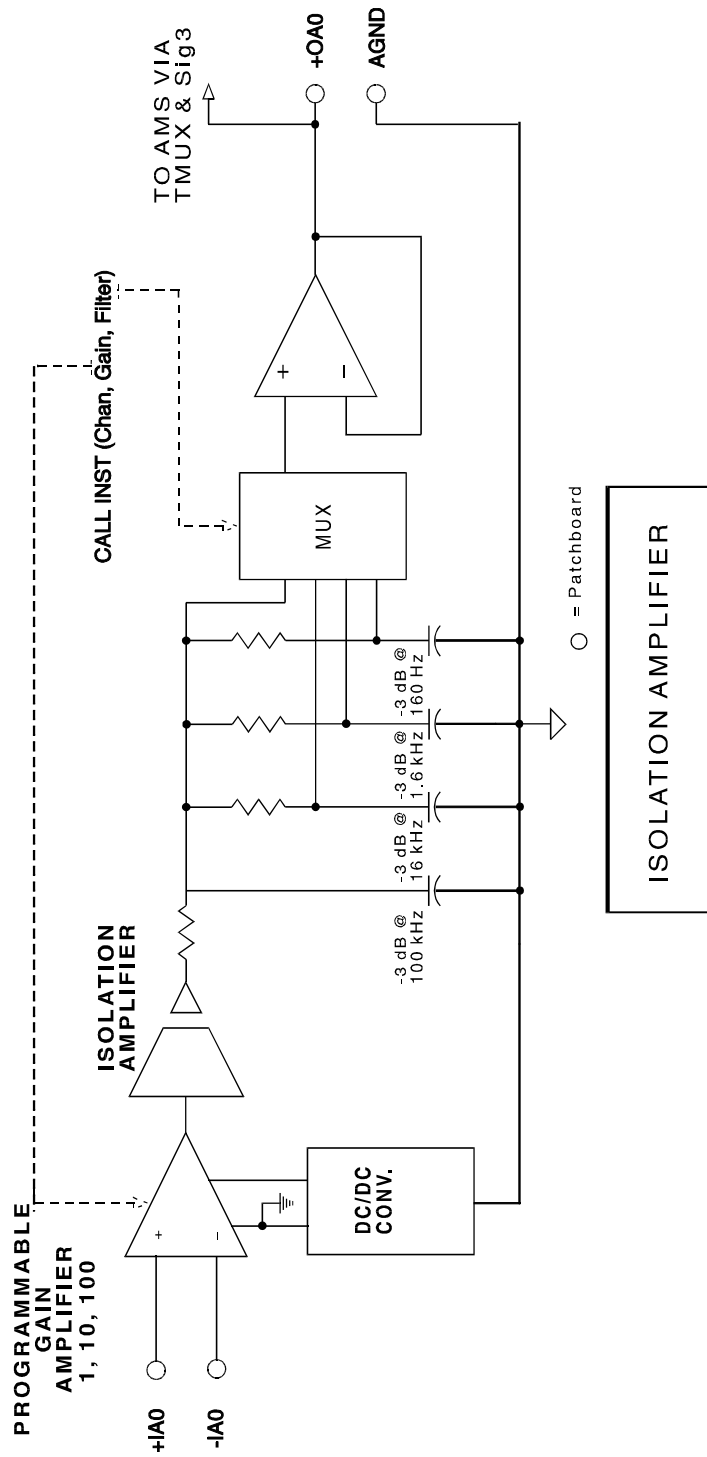 PROGRAMMABLE
GAIN
AMPLIFIER
1, 10, 100
+IA0
-IA0
+
−
DC/DC
CONV.
ISOLATION
AMPLIFIER
-3 dB @
100 kHz
-3 dB @
16 kHz
-3 dB @
1.6 kHz
-3 dB @
160 Hz
CALL INST (Chan, Gain, Filter)
MUX
+
−
TO AMS VIA
TMUX & Sig3
+OA0
AGND
= Patchboard
ISOLATION AMPLIFIER